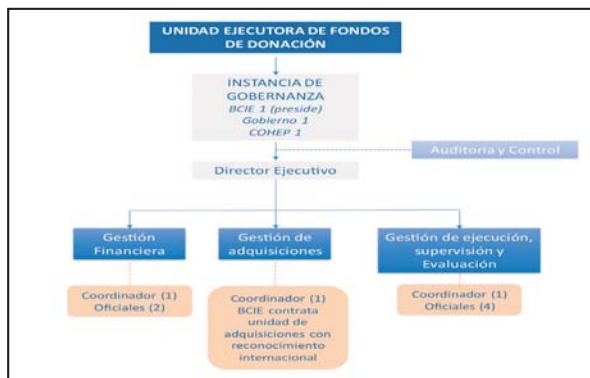 UNIDAD EJECUTORA DE FONDOS
DE DONACIÓN
INSTANCIA DE
GOBERNANZA
BCIE 1 (preside)
Gobierno 1
COHEP 1
Auditoria y Control
Director Ejecutivo
Gestión
Financiera
Gestión de
adquisiciones
Gestión de ejecución,
supervisión y
Evaluación
Coordinador (1)
Oficiales (2)
Coordinador (1)
BCIE contrata
unidad de
adquisiciones con
reconocimiento
internacional
Coordinador (1)
Oficiales (4)